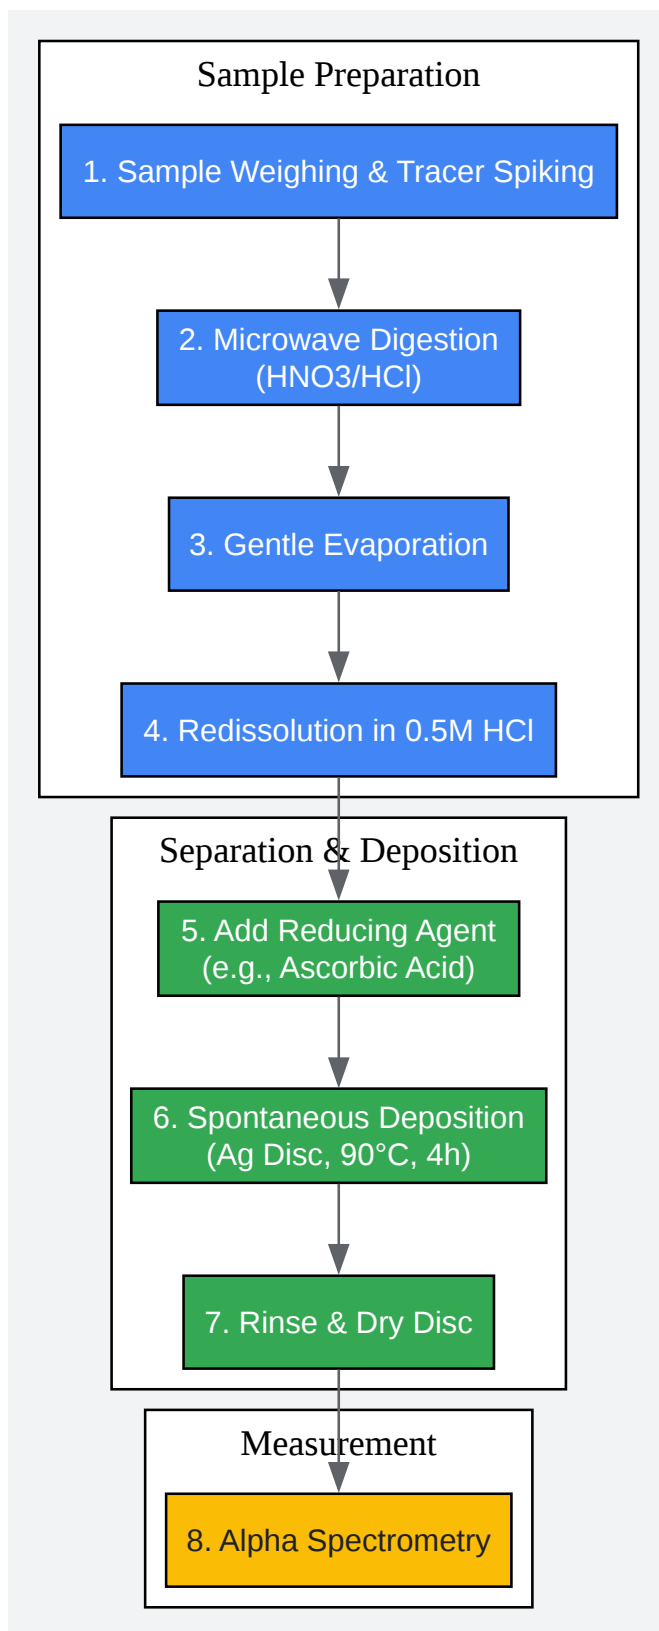 Sample Preparation
1. Sample Weighing & Tracer Spiking
2. Microwave Digestion
(HNO3/HCl)
3. Gentle Evaporation
4. Redissolution in 0.5M HCl
Separation & Deposition
5. Add Reducing Agent
(e.g., Ascorbic Acid)
6. Spontaneous Deposition
(Ag Disc, 90°C, 4h)
7. Rinse & Dry Disc
Measurement
8. Alpha Spectrometry